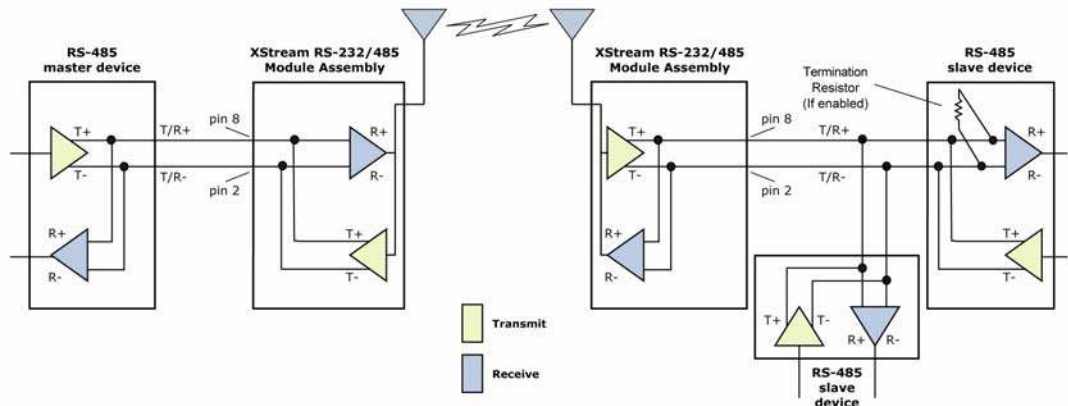 RS-485
master device
T+
T-
R+
R-
T/R+
T/R-
XStream RS-232/485
Module Assembly
pin 8
pin 2
R+
R-
T+
T-
XStream RS-232/485
Module Assembly
T+
T-
R+
R-
pin 8
T/R+
pin 2
T/R-
Termination
Resistor
(If enabled)
RS-485
slave device
R+
R-
T+
T-
T+
T-
R+
R-
RS-485
slave
device
Transmit
Receive